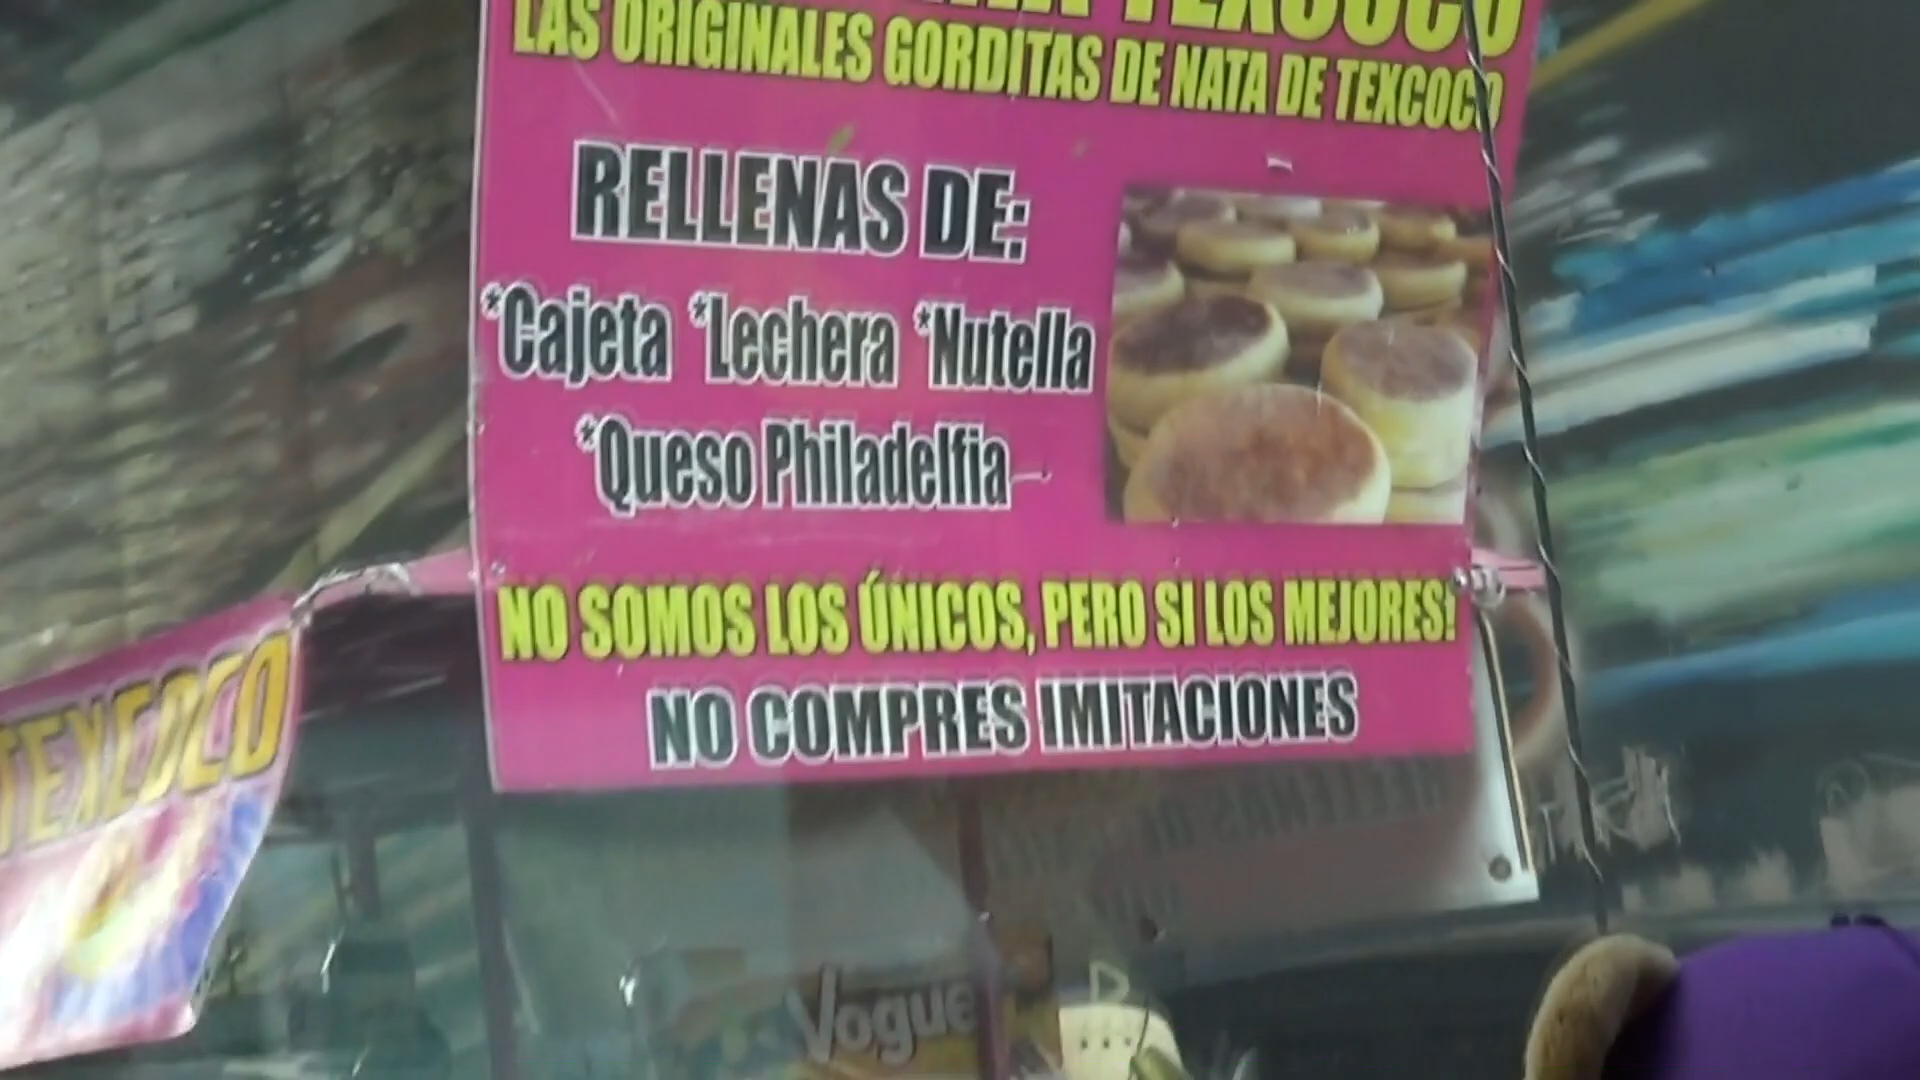 TEXCOCO
LAS ORIGINALES GORDITAS DE NATA DE TEXCOCO
RELLENAS DE:
*Cajeta *Lechera *Nutella
*Queso Philadelfia
NO SOMOS LOS ÚNICOS, PERO SI LOS MEJORES!
NO COMPRES IMITACIONES
TEXCOCO
Vogue